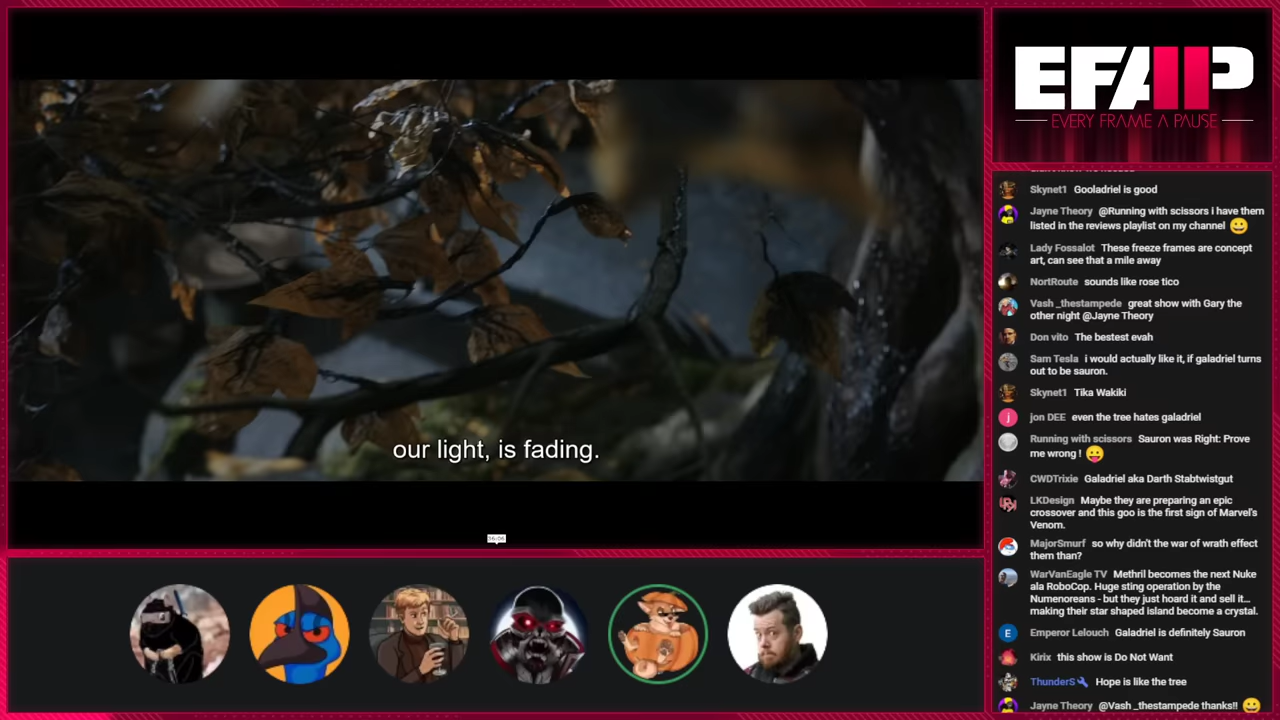 our light, is fading.
36:06
EFAP
EVERY FRAME A PAUSE
Skynet1 Gooladriel is good
Jayne Theory @Running with scissors i have them
listed in the reviews playlist on my channel 😀
Lady Fossalot These freeze frames are concept
art, can see that a mile away
NortRoute sounds like rose tico
Vash _thestampede great show with Gary the
other night @Jayne Theory
Don vito The bestest evah
Sam Tesla i would actually like it, if galadriel turns
out to be sauron.
Skynet1 Tika Wakiki
j
jon DEE even the tree hates galadriel
Running with scissors Sauron was Right: Prove
me wrong ! 😛
CWDTrixie Galadriel aka Darth Stabtwistgut
LKDesign Maybe they are preparing an epic
crossover and this goo is the first sign of Marvel's
Venom.
MajorSmurf so why didn't the war of wrath effect
them than?
WarVanEagle TV Methril becomes the next Nuke
ala RoboCop. Huge sting operation by the
Numenoreans - but they just hoard it and sell it...
making their star shaped island become a crystal.
E
Emperor Lelouch Galadriel is definitely Sauron
Kirix this show is Do Not Want
ThunderS🔧 Hope is like the tree
Jayne Theory @Vash _thestampede thanks!! 😀